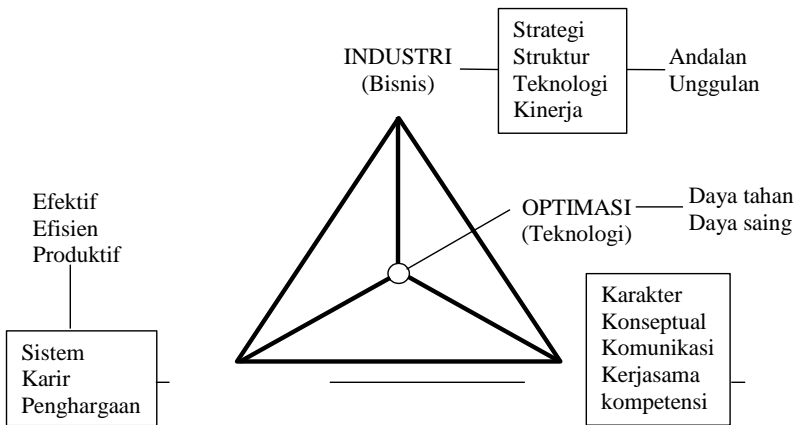 INDUSTRI
(Bisnis)
Strategi
Struktur
Teknologi
Kinerja
Andalan
Unggulan
Efektif
Efisien
Produktif
OPTIMASI
(Teknologi)
Daya tahan
Daya saing
Sistem
Karir
Penghargaan
Karakter
Konseptual
Komunikasi
Kerjasama
kompetensi